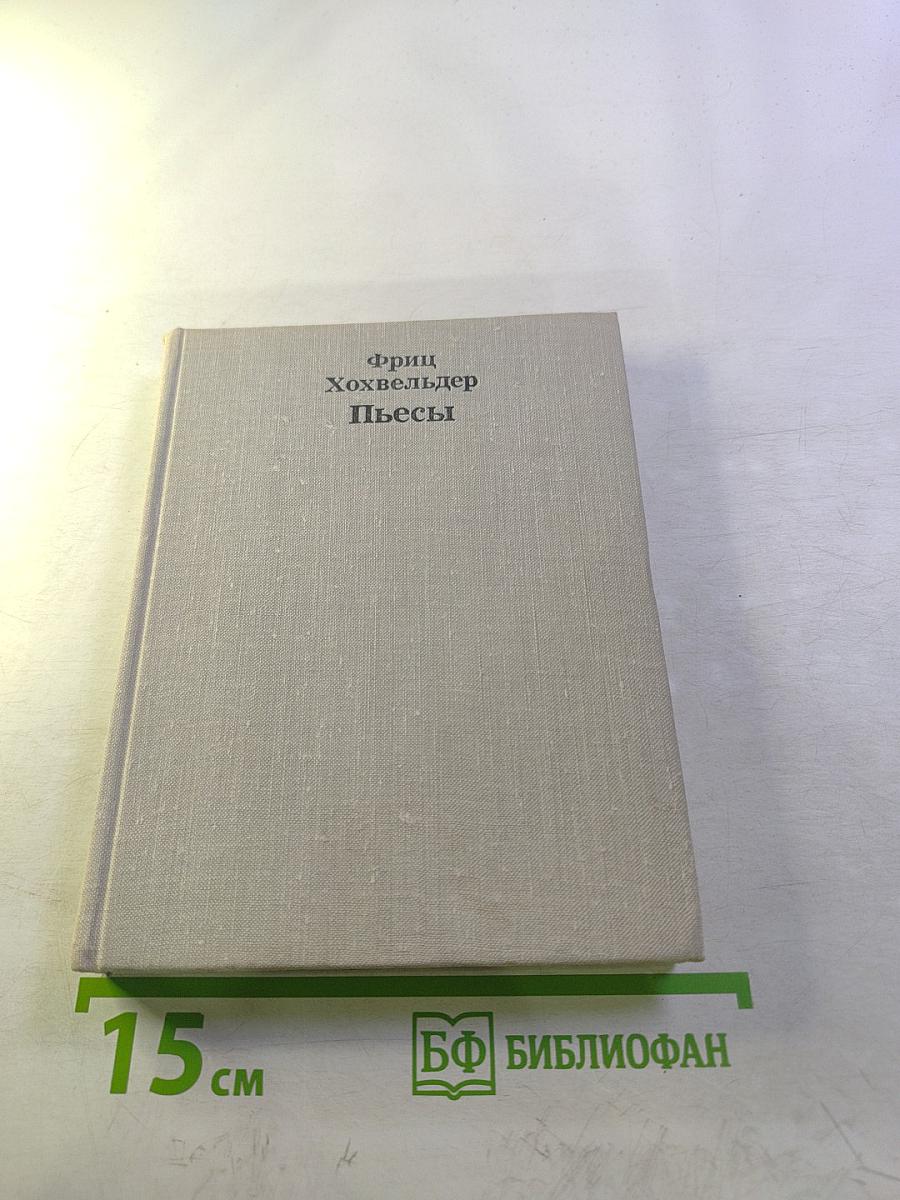 Фриц
Хохвельдер
Пьесы
15 см
БФ БИБЛИОФАН